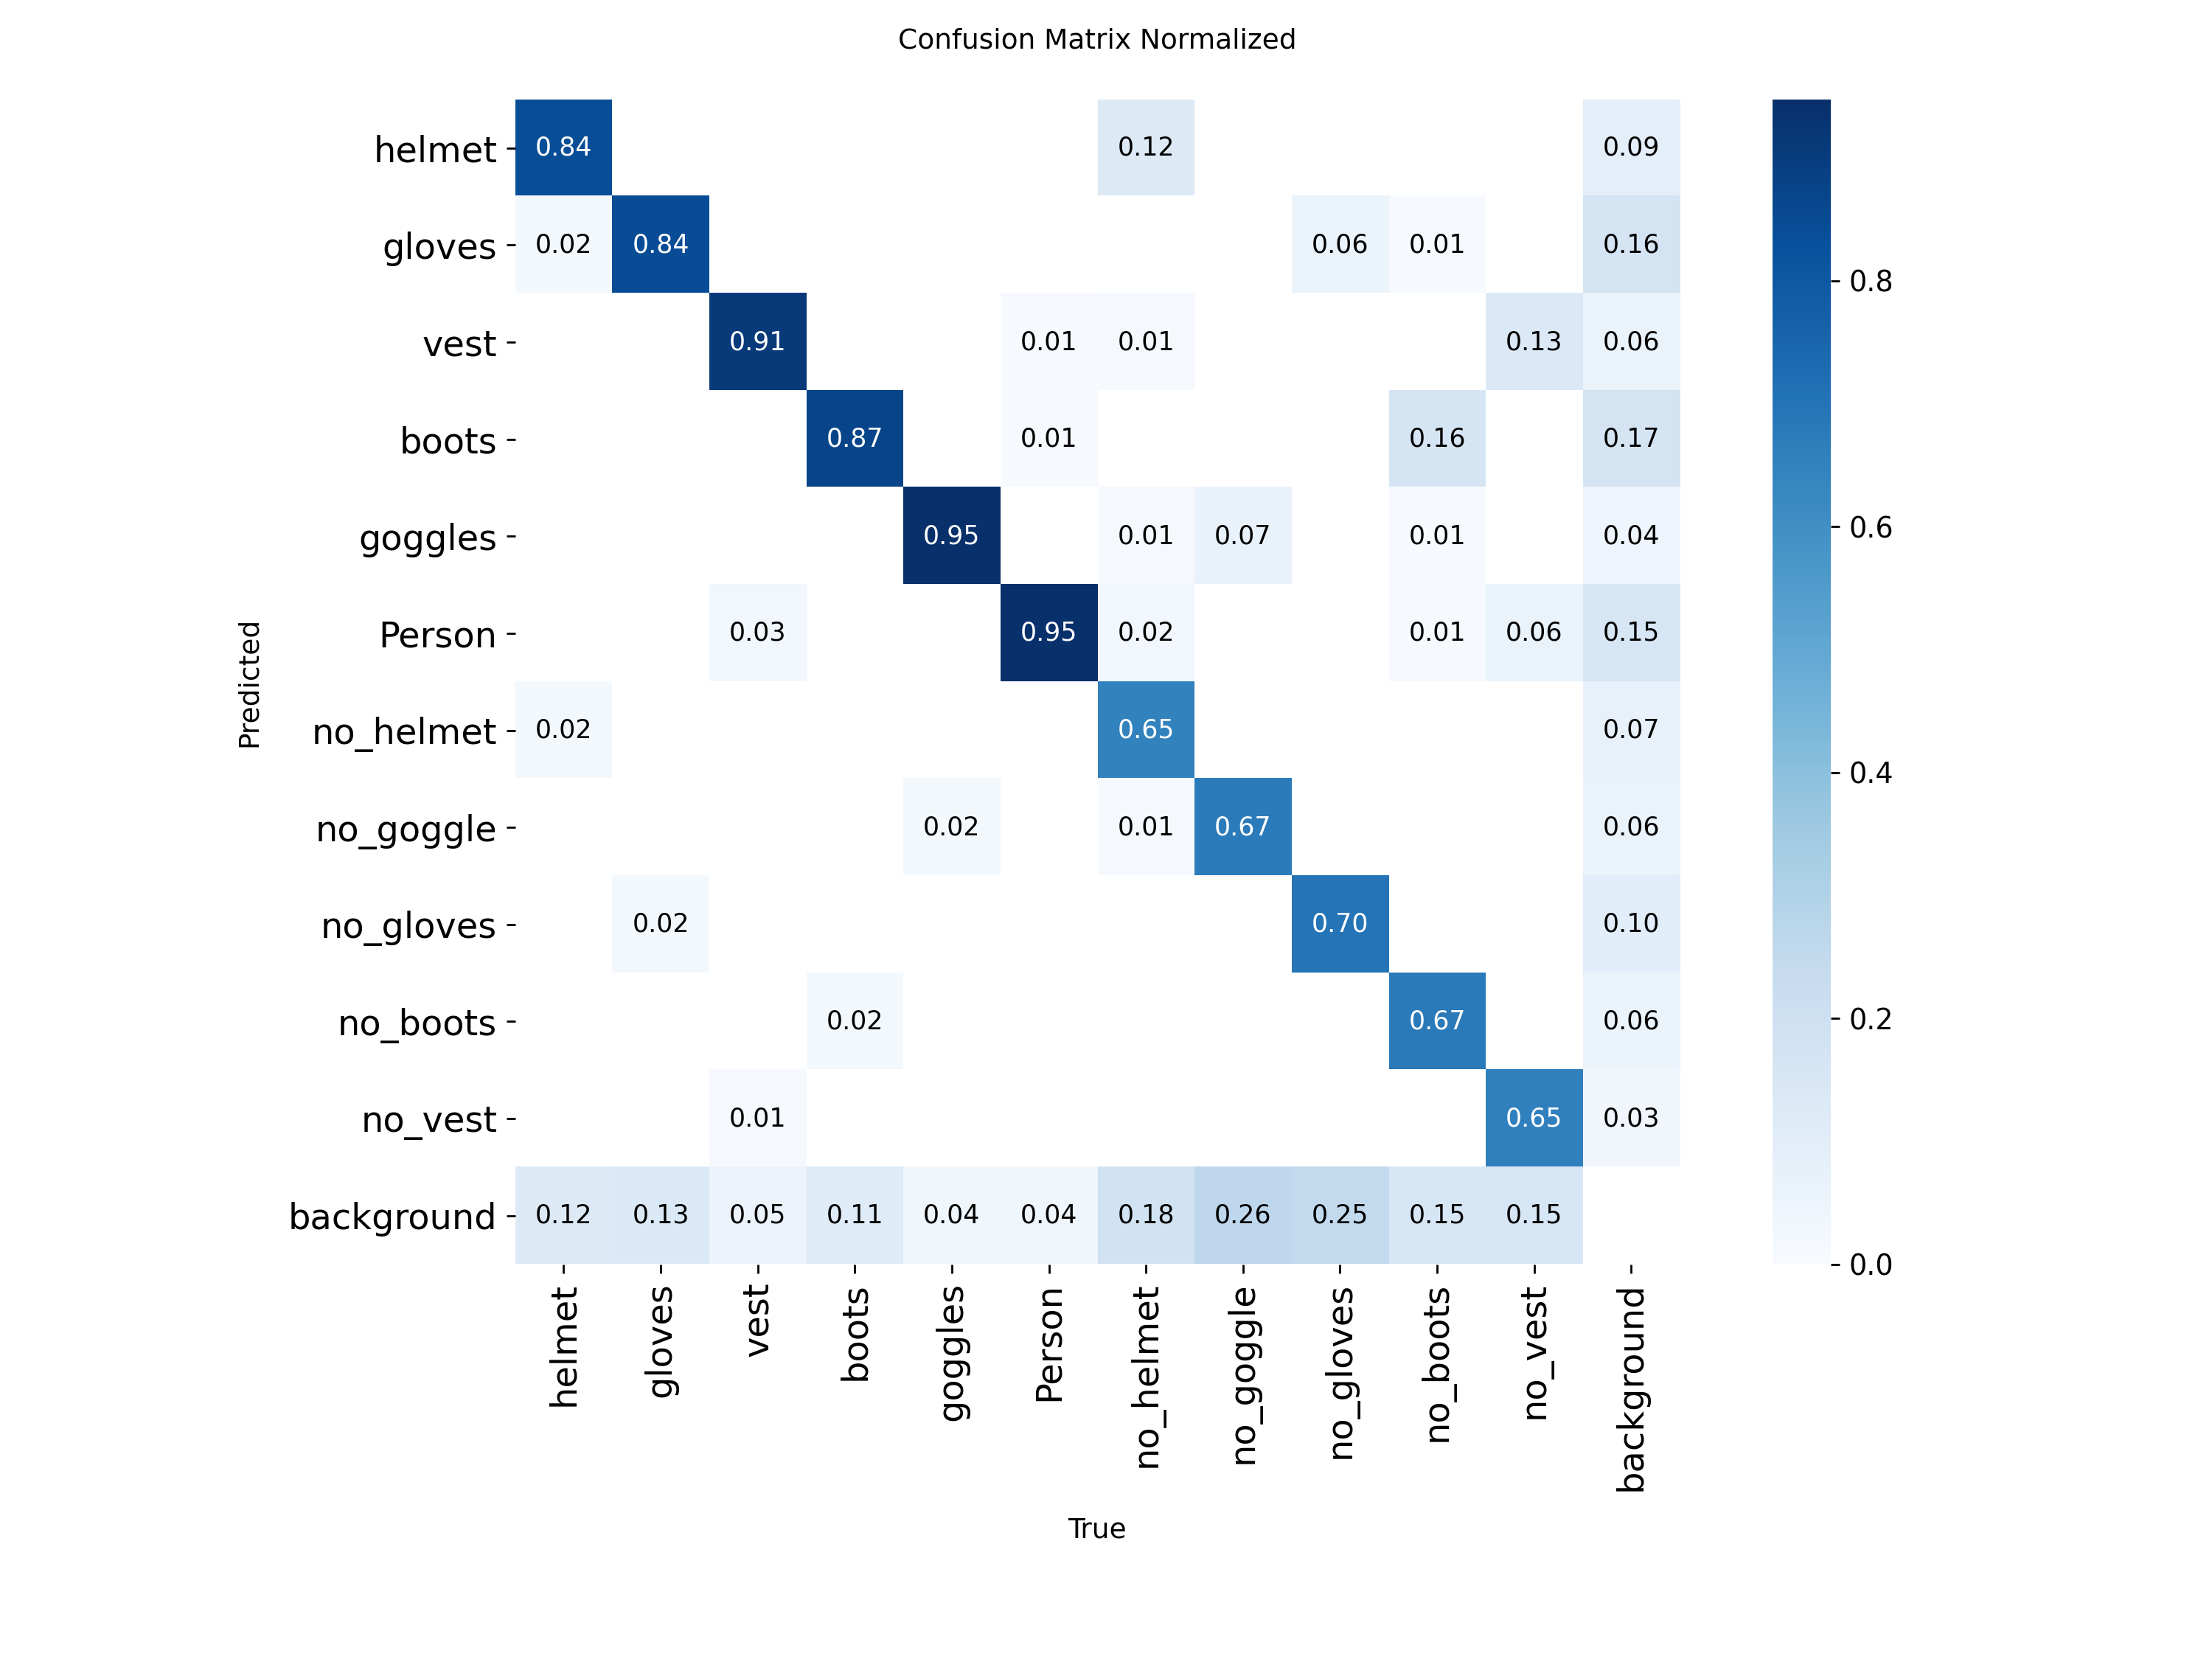 Confusion Matrix Normalized
helmet 0.84 0.12 0.09
gloves 0.02 0.84 0.06 0.01 0.16
vest 0.91 0.01 0.01 0.13 0.06
boots 0.87 0.01 0.16 0.17
goggles 0.95 0.01 0.07 0.01 0.04
Person 0.03 0.95 0.02 0.01 0.06 0.15
no_helmet 0.02 0.65 0.07
no_goggle 0.02 0.01 0.67 0.06
no_gloves 0.02 0.70 0.10
no_boots 0.02 0.67 0.06
no_vest 0.01 0.65 0.03
background 0.12 0.13 0.05 0.11 0.04 0.04 0.18 0.26 0.25 0.15 0.15
Predicted
helmet
gloves
vest
boots
goggles
Person
no_helmet
no_goggle
no_gloves
no_boots
no_vest
background
True
0.8
0.6
0.4
0.2
0.0